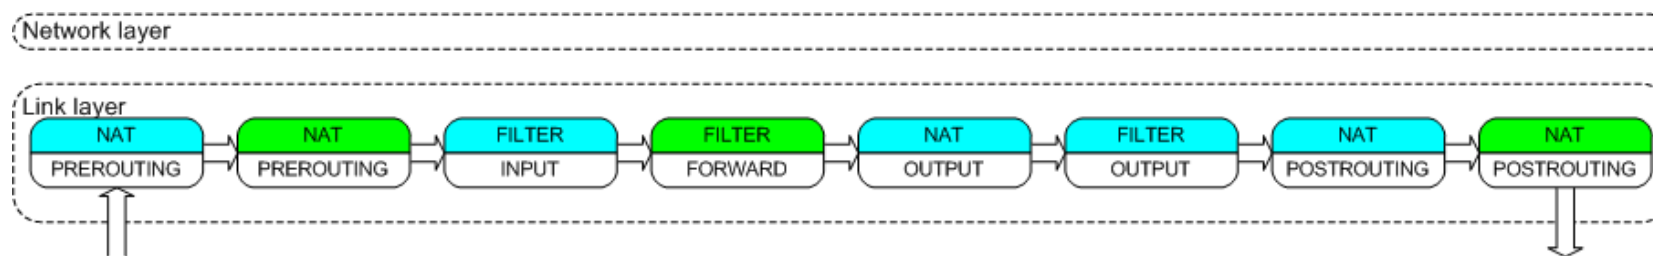 Network layer
Link layer
NAT
PREROUTING
NAT
PREROUTING
FILTER
INPUT
FILTER
FORWARD
NAT
OUTPUT
FILTER
OUTPUT
NAT
POSTROUTING
NAT
POSTROUTING